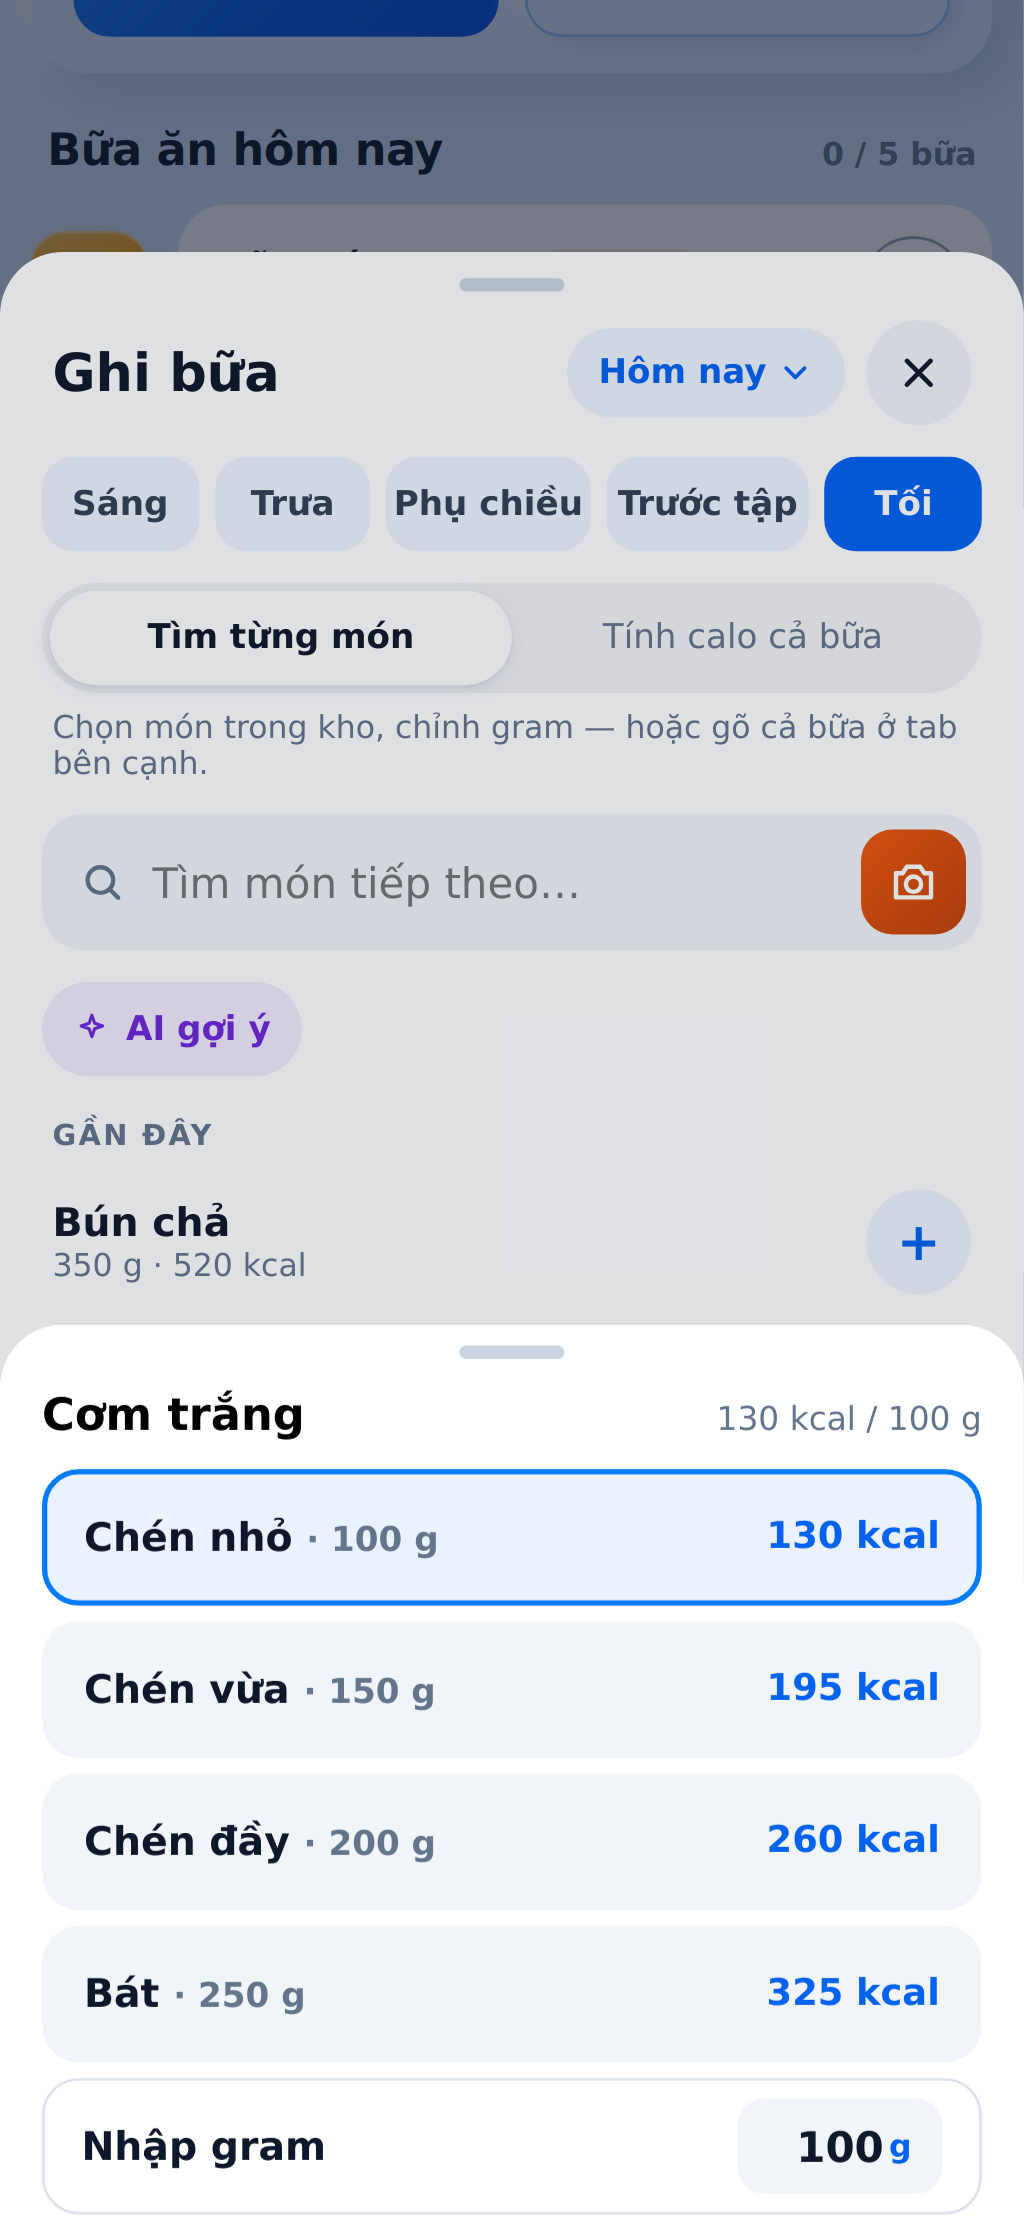 Bữa ăn hôm nay
0 / 5 bữa
Ghi bữa
Hôm nay
Sáng
Trưa
Phụ chiều
Trước tập
Tối
Tìm từng món
Tính calo cả bữa
Chọn món trong kho, chỉnh gram — hoặc gõ cả bữa ở tab
bên cạnh.
Tìm món tiếp theo...
AI gợi ý
GẦN ĐÂY
Bún chả
350 g · 520 kcal
Cơm trắng
130 kcal / 100 g
Chén nhỏ · 100 g
130 kcal
Chén vừa · 150 g
195 kcal
Chén đầy · 200 g
260 kcal
Bát · 250 g
325 kcal
Nhập gram
100 g